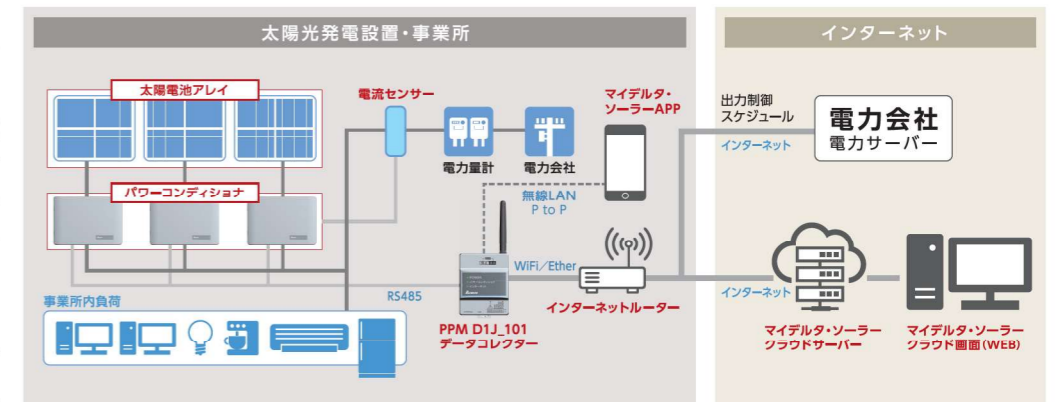 太陽光発電設置・事業所
太陽電池アレイ
パワーコンディショナ
電流センサー
電力量計
電力会社
マイデルタ・
ソーラーAPP
無線LAN
P to P
WiFi／Ether
RS485
インターネットルーター
PPM D1J_101
データコレクター
事業所内負荷
インターネット
出力制御
スケジュール
インターネット
電力会社
電力サーバー
インターネット
マイデルタ・ソーラー
クラウドサーバー
マイデルタ・ソーラー
クラウド画面(WEB)